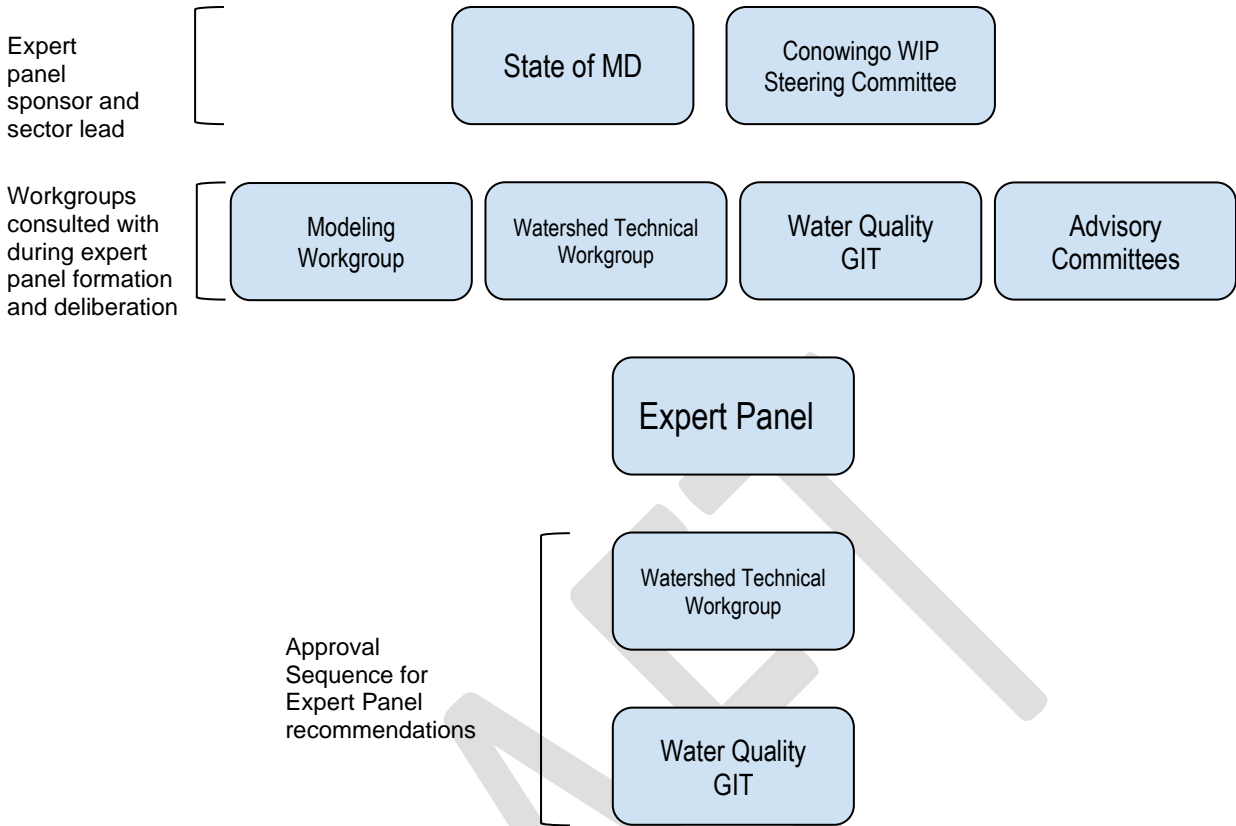 Expert
panel
sponsor and
sector lead
State of MD
Conowingo WIP
Steering Committee
Workgroups
consulted with
during expert
panel formation
and deliberation
Modeling
Workgroup
Watershed Technical
Workgroup
Water Quality
GIT
Advisory
Committees
Expert Panel
Approval
Sequence for
Expert Panel
recommendations
Watershed Technical
Workgroup
Water Quality
GIT